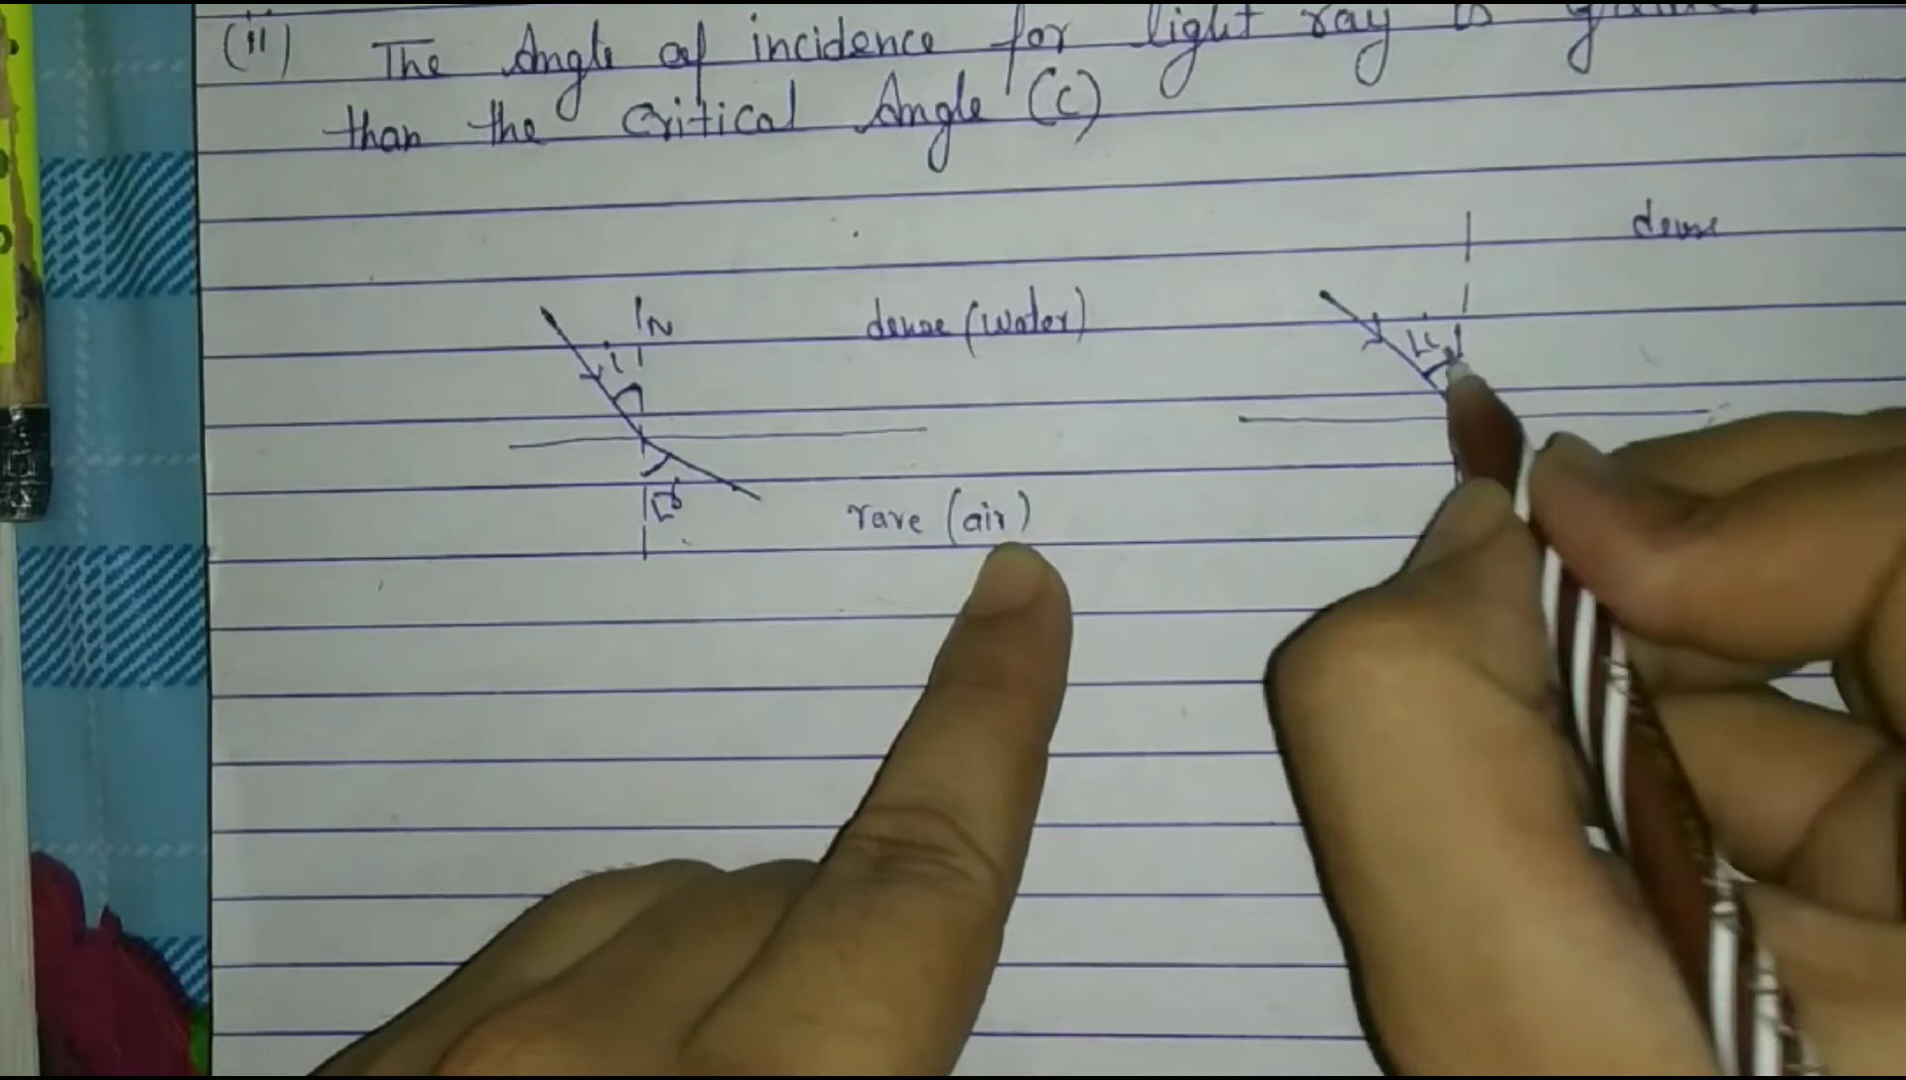 (ii) The Angle of incidence for light ray is
than the critical Angle (c)
dense
N
dense (water)
i
rare (air)